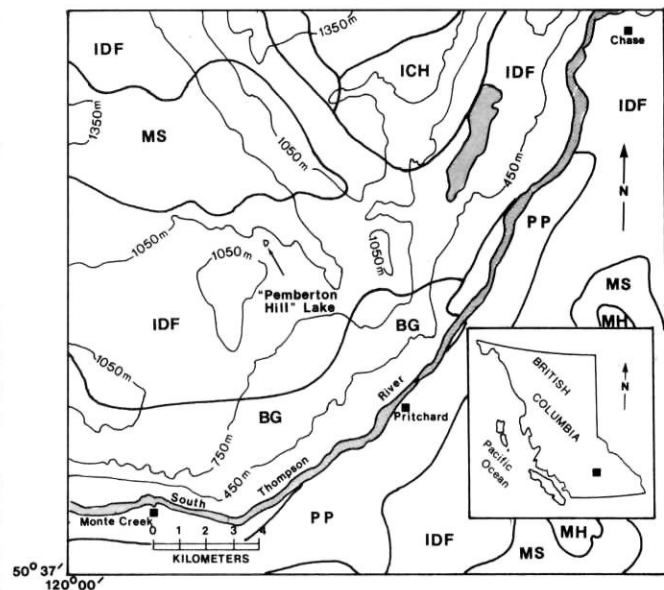 1350m
IDF
ICH
IDF
Chase
IDF
1350m
MS
1050m
450m
N
PP
1050m
1050m
1050m
"Pemberton
Hill" Lake
IDF
MS
MH
BG
1050m
BG
River
Pritchard
750m
450m
Thompson
South
Monte Creek
0 1 2 3 4
KILOMETERS
PP
IDF
MS
MH
BRITISH
COLUMBIA
N
Pacific
Ocean
50° 37′
120°00′